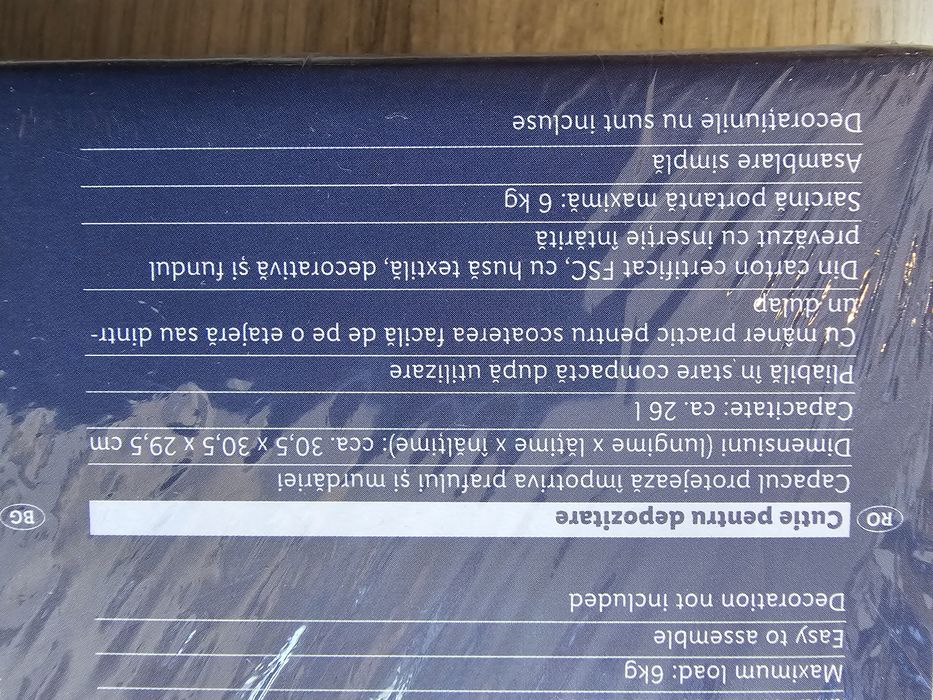 Maximum load: 6kg
Easy to assemble
Decoration not included
RO
Cutie pentru depozitare
BG
Capacul protejează împotriva prafului și murdăriei
Dimensiuni (lungime x lățime x înălțime): cca. 30,5 x 30,5 x 29,5 cm
Capacitate: ca. 26 l
Pliabilă în stare compactă după utilizare
Cu mâner practic pentru scoaterea facilă de pe o etajeră sau dintr-
un dulap
Din carton certificat FSC, cu husă textilă, decorativă și fundul
prevăzut cu inserție întărită
Sarcină portantă maximă: 6 kg
Asamblare simplă
Decorațiunile nu sunt incluse